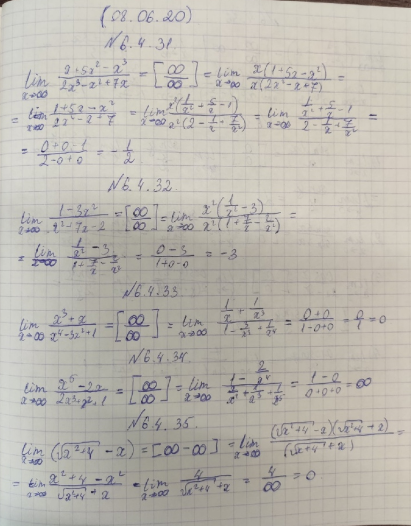 (08.06.20)
№6.4.31.
lim x→∞ (x+5x²-x³)/(2x³-x²+7x) = [∞/∞] = lim x→∞ x(1+5x-x²)/x(2x²-x+7) =
= lim x→∞ (1+5x-x²)/(2x²-x+7) = lim x→∞ x²(1/x²+5/x-1)/x²(2-1/x+7/x²) = lim x→∞ (1/x²+5/x-1)/(2-1/x+7/x²) =
= (0+0-1)/(2-0+0) = -1/2
№6.4.32.
lim x→∞ (1-3x²)/(x²+7x-2) = [∞/∞] = lim x→∞ x²(1/x²-3)/x²(1+7/x-2/x²) =
= lim x→∞ (1/x²-3)/(1+7/x-2/x²) = (0-3)/(1+0-0) = -3
№6.4.33
lim x→∞ (x³+x)/(x⁴-3x²+1) = [∞/∞] = lim x→∞ (1/x+1/x³)/(1-3/x²+1/x⁴) = (0+0)/(1-0+0) = 0/1 = 0
№6.4.34.
lim x→∞ (x⁵-2x)/(2x³+x²+1) = [∞/∞] = lim x→∞ (1-2/x⁴)/(2/x²+1/x³+1/x⁵) = (1-0)/(0+0+0) = ∞
№6.4.35.
lim x→∞ (√x²+4-x) = [∞-∞] = lim x→∞ (√x²+4-x)(√x²+4+x)/(√x²+4+x) =
= lim x→∞ (x²+4-x²)/(√x²+4+x) = lim x→∞ 4/(√x²+4+x) = 4/∞ = 0